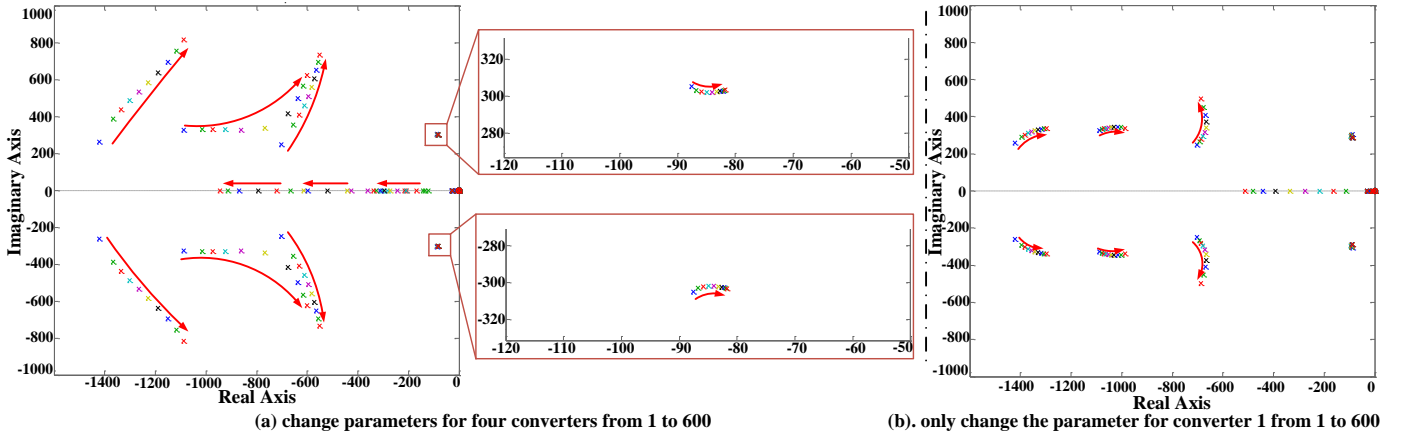 1000
800
600
400
200
0
-200
-400
-600
-800
-1000
Imaginary Axis
-1400 -1200 -1000 -800 -600 -400 -200 0
Real Axis
320
300
280
-120 -110 -100 -90 -80 -70 -60 -50
-280
-300
-320
-120 -110 -100 -90 -80 -70 -60 -50
1000
800
600
400
200
0
-200
-400
-600
-800
-1000
Imaginary Axis
-1400 -1200 -1000 -800 -600 -400 -200 0
Real Axis
(a) change parameters for four converters from 1 to 600
(b). only change the parameter for converter 1 from 1 to 600